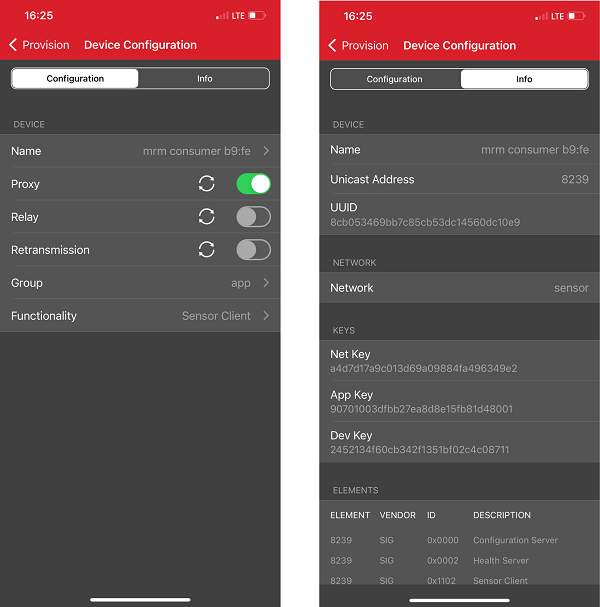 16:25
LTE
Provision
Device Configuration
Configuration
Info
DEVICE
Name
mrm consumer b9:fe
Proxy
Relay
Retransmission
Group
app
Functionality
Sensor Client
16:25
LTE
Provision
Device Configuration
Configuration
Info
DEVICE
Name
mrm consumer b9:fe
Unicast Address
8239
UUID
8cb053469bb7c85cb53dc14560dc10e9
NETWORK
Network
sensor
KEYS
Net Key
a4d7d17a9c013d69a09884fa496349e2
App Key
90701003dfbb27ea8d8e15fb81d48001
Dev Key
2452134f60cb342f1351bf02c4c08711
ELEMENTS
ELEMENT VENDOR ID DESCRIPTION
8239 SIG 0x0000 Configuration Server
8239 SIG 0x0002 Health Server
8239 SIG 0x1102 Sensor Client